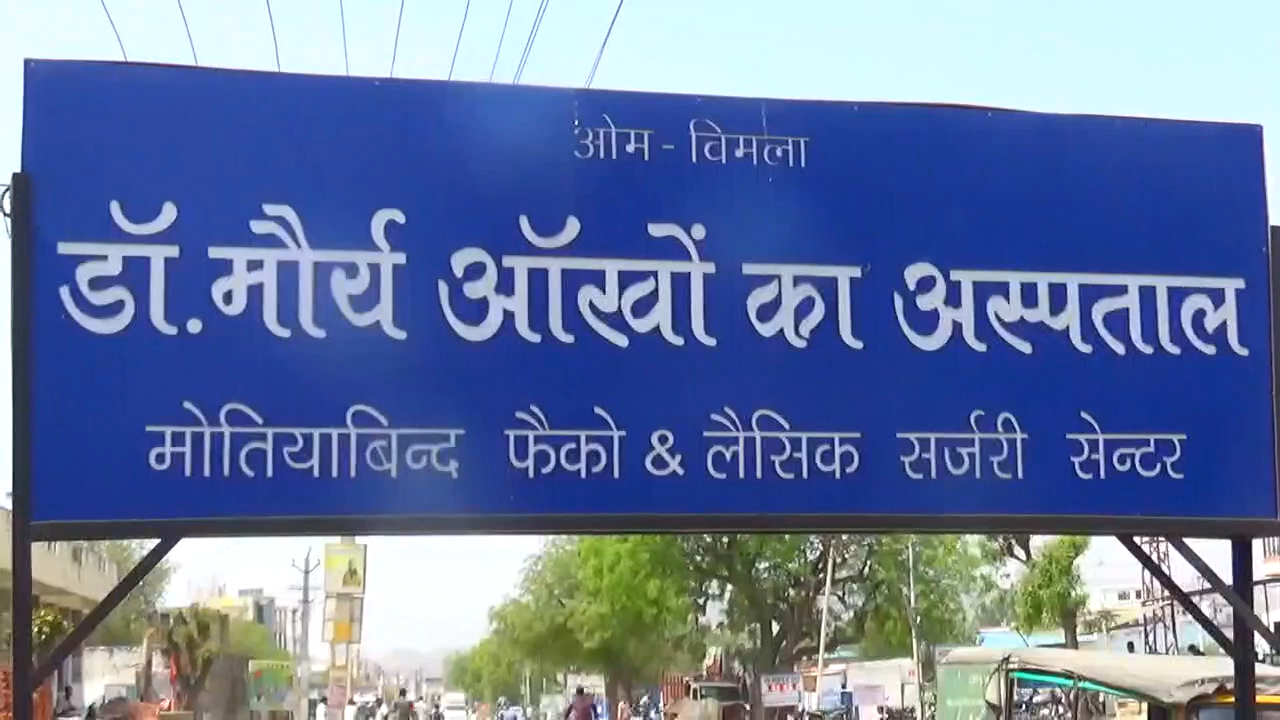 ओम - विमला
डॉ. मौर्य ऑखों का अस्पताल
मोतियाबिन्द फैको & लैसिक सर्जरी सेन्टर